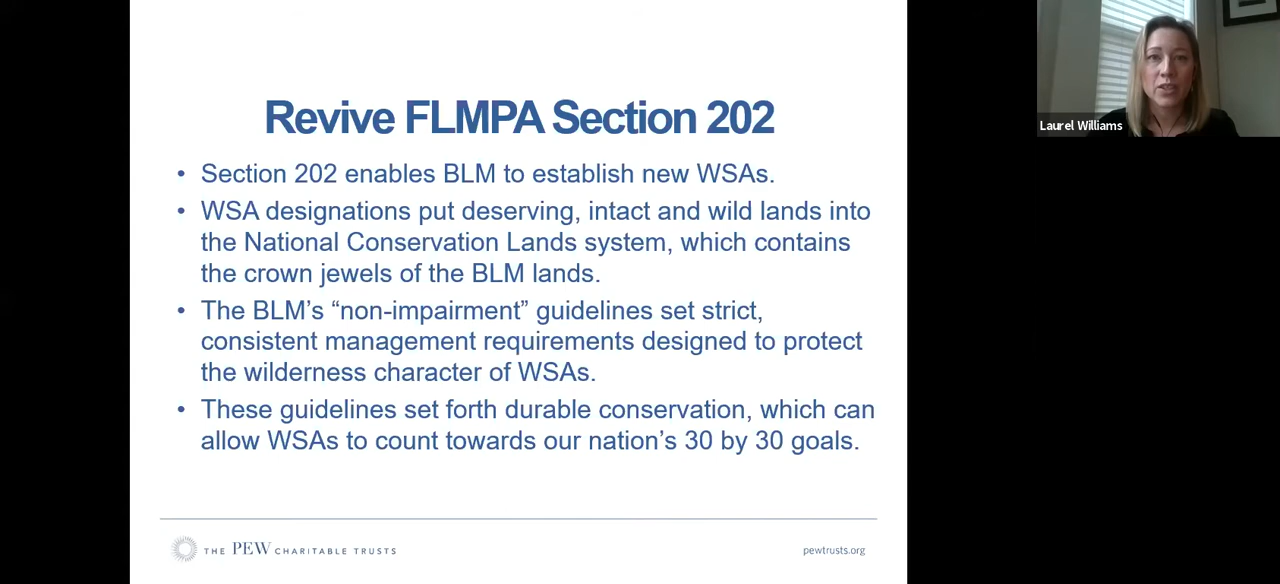 Revive FLMPA Section 202
• Section 202 enables BLM to establish new WSAs.
• WSA designations put deserving, intact and wild lands into
the National Conservation Lands system, which contains
the crown jewels of the BLM lands.
• The BLM’s “non-impairment” guidelines set strict,
consistent management requirements designed to protect
the wilderness character of WSAs.
• These guidelines set forth durable conservation, which can
allow WSAs to count towards our nation’s 30 by 30 goals.
THE PEW CHARITABLE TRUSTS
pewtrusts.org
Laurel Williams